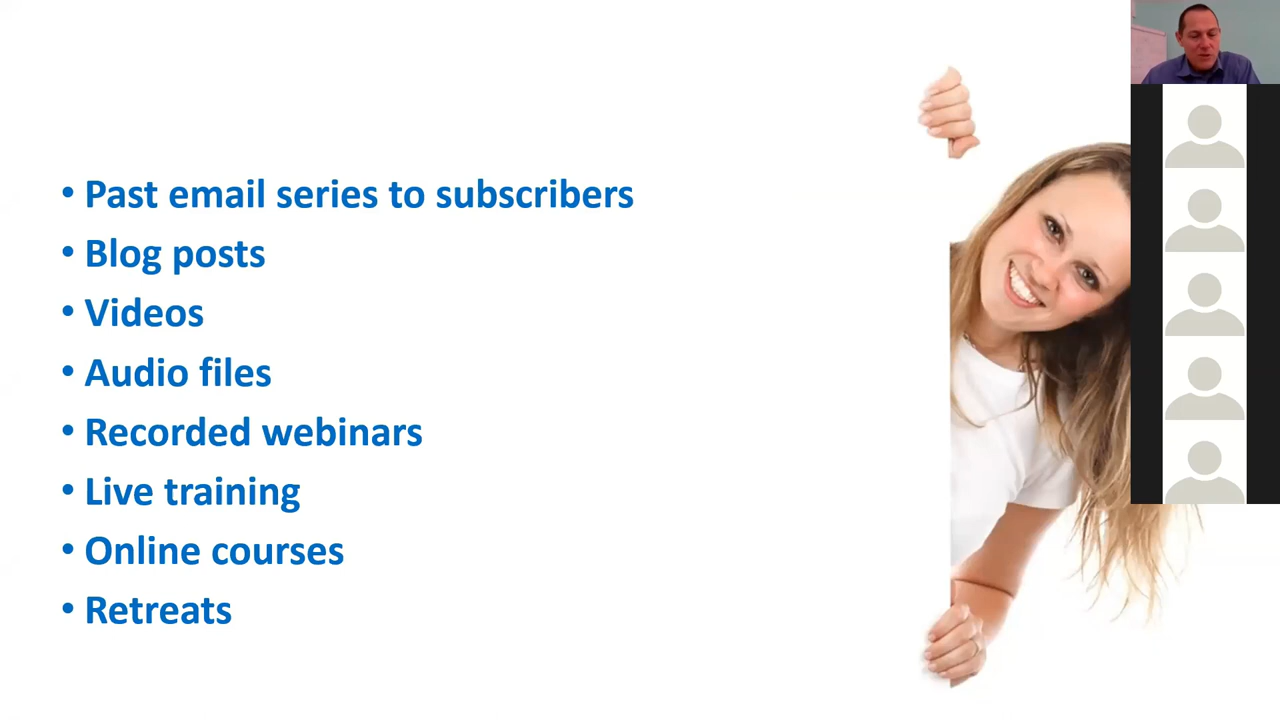 • Past email series to subscribers
• Blog posts
• Videos
• Audio files
• Recorded webinars
• Live training
• Online courses
• Retreats